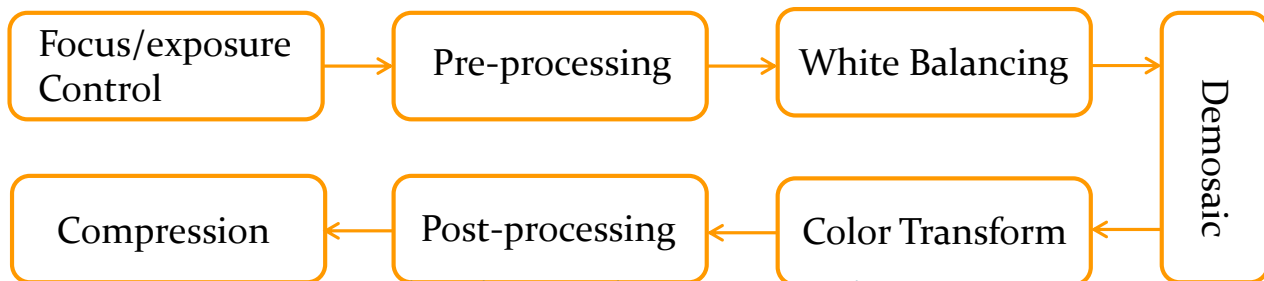 Focus/exposure
Control
Pre-processing
White Balancing
Demosaic
Color Transform
Post-processing
Compression